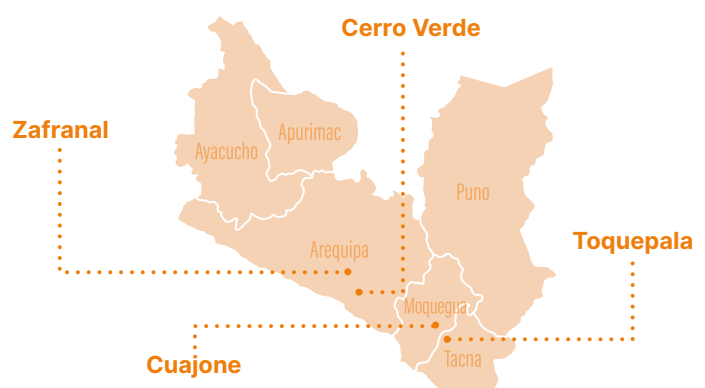 Cerro Verde
Zafranal
Apurimac
Ayacucho
Puno
Toquepala
Arequipa
Moquegua
Cuajone
Tacna